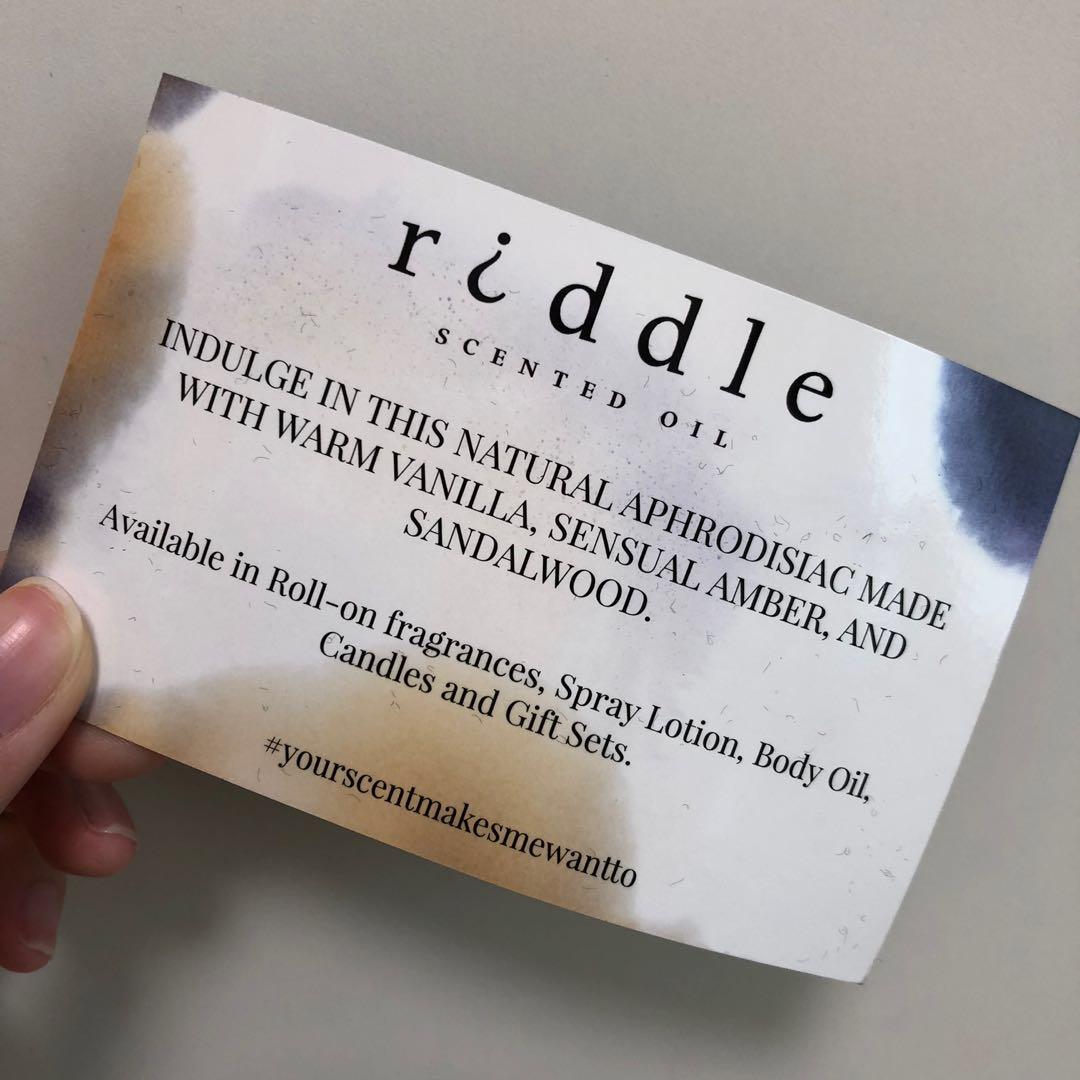 r¿ddle
SCENTED OIL
INDULGE IN THIS NATURAL APHRODISIAC MADE
WITH WARM VANILLA, SENSUAL AMBER, AND
SANDALWOOD.
Available in Roll-on fragrances, Spray Lotion, Body Oil,
Candles and Gift Sets.
#yourscentmakesmewantto